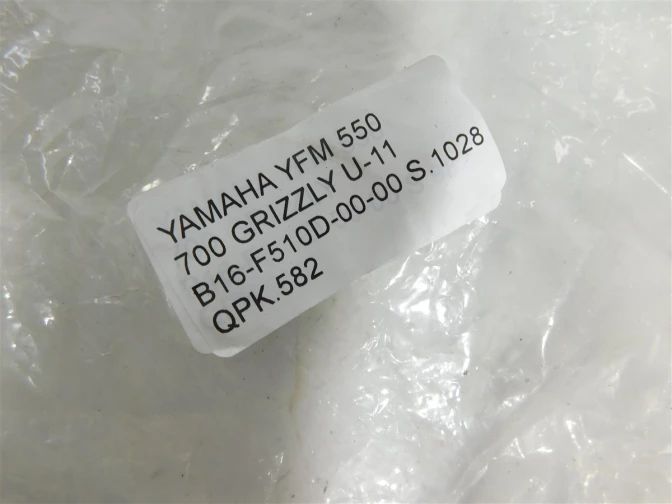 YAMAHA YFM 550
700 GRIZZLY U-11
B16-F510D-00-00 S.1028
QPK.582